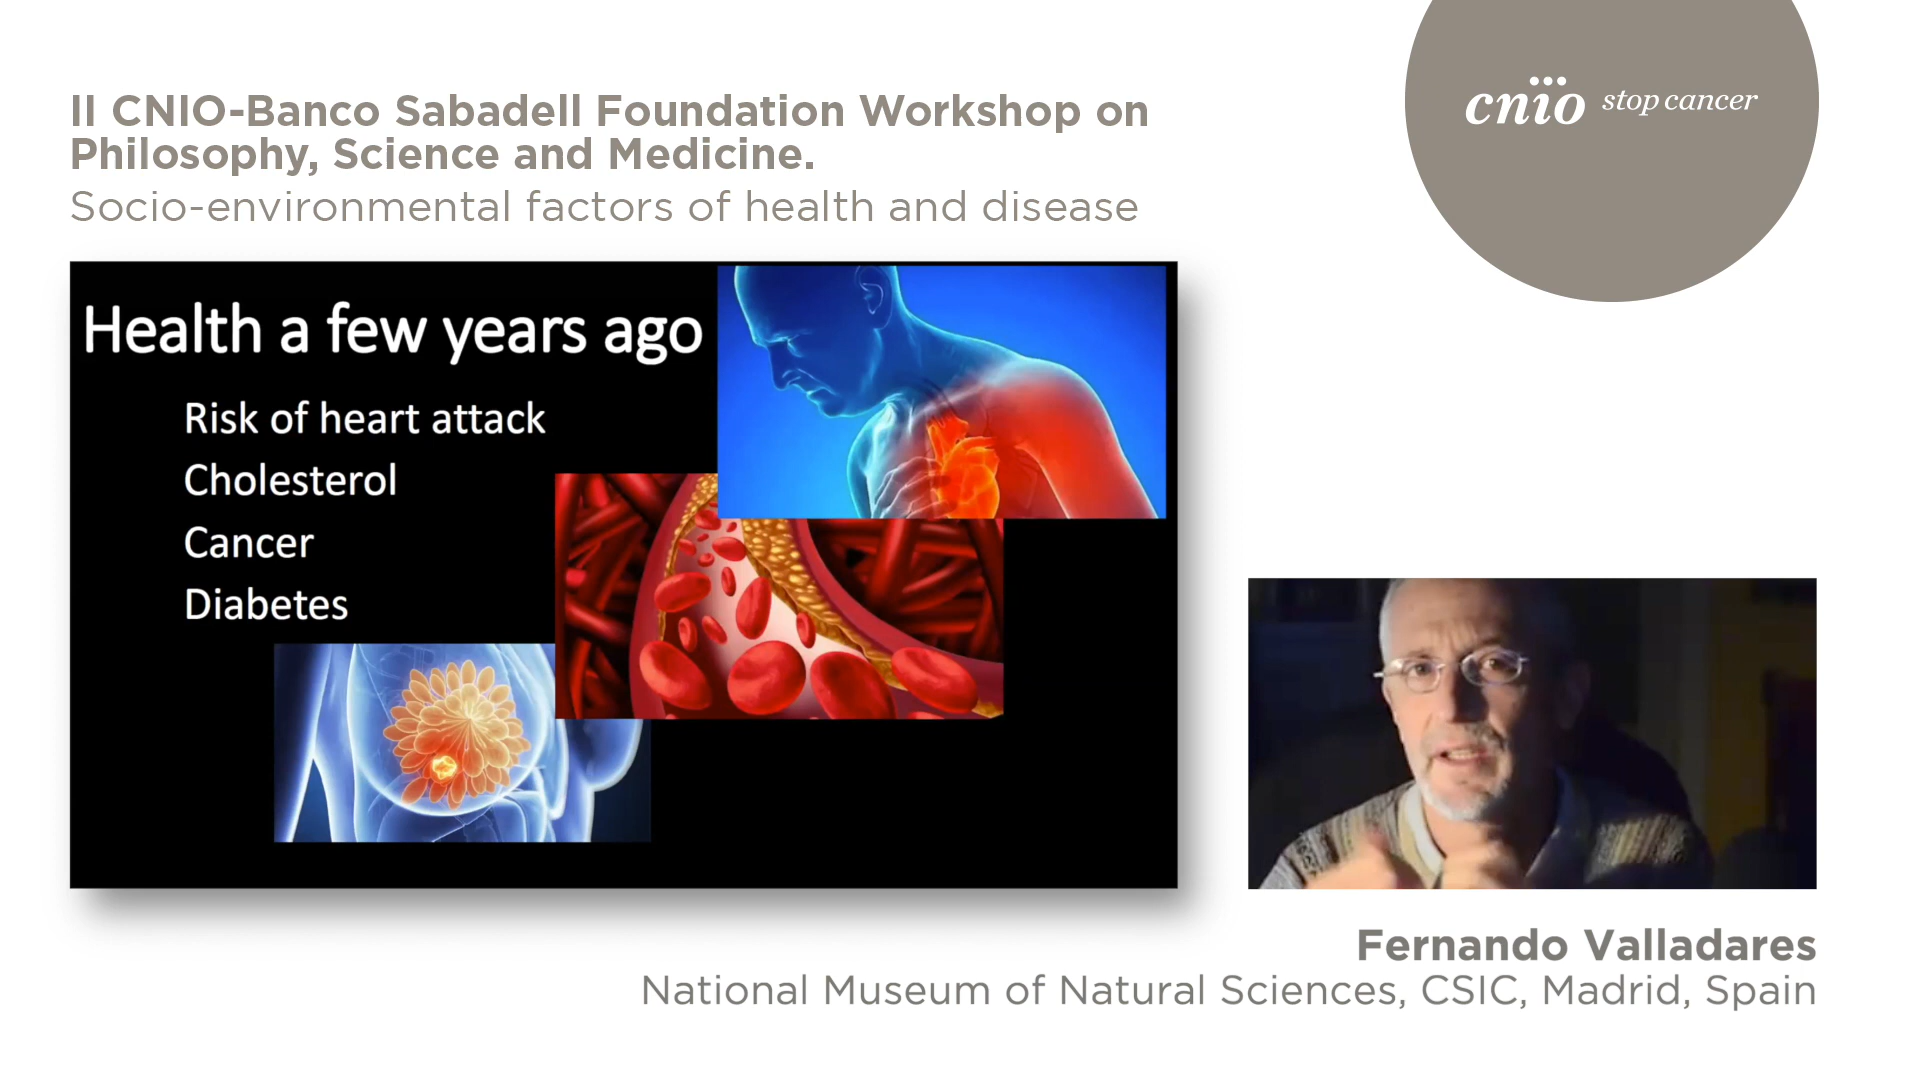 II CNIO-Banco Sabadell Foundation Workshop on
Philosophy, Science and Medicine.
Socio-environmental factors of health and disease
cnio stop cancer
Health a few years ago
Risk of heart attack
Cholesterol
Cancer
Diabetes
Fernando Valladares
National Museum of Natural Sciences, CSIC, Madrid, Spain